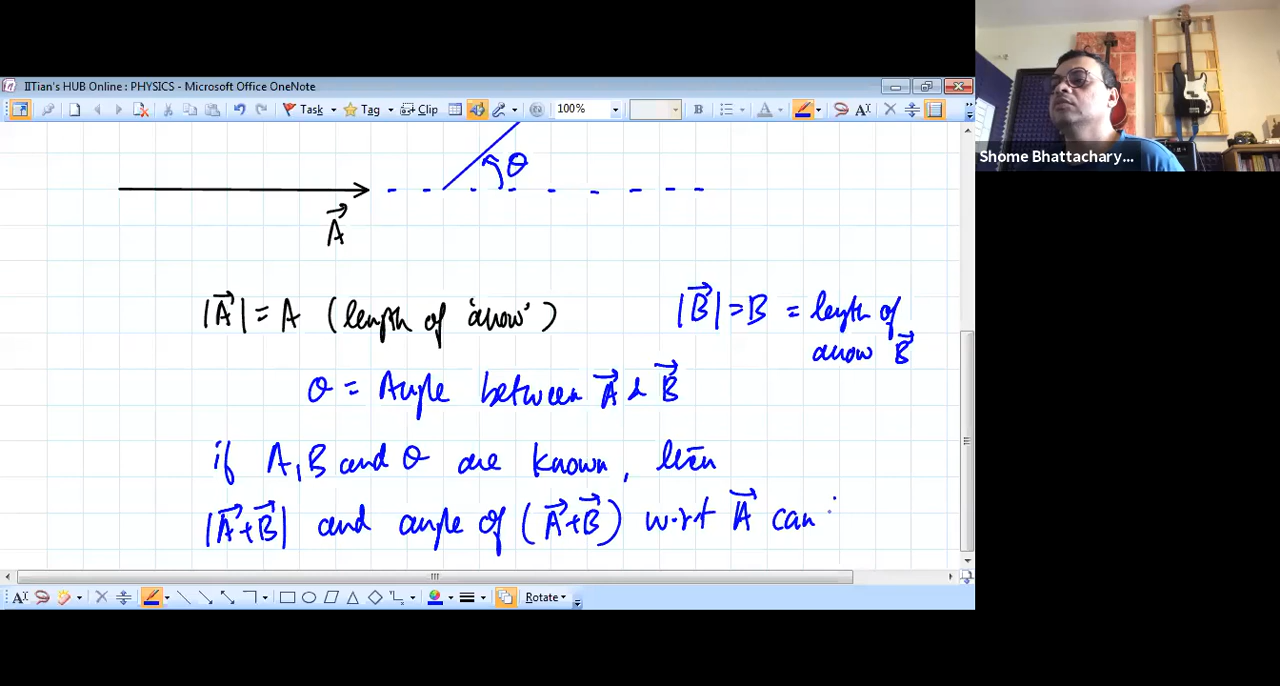 IITian's HUB Online : PHYSICS - Microsoft Office OneNote
Task Tag Clip 100% B A
Shome Bhattachary...
θ
A⃗
|A⃗| = A (length of 'arrow')
|B⃗| = B = length of
arrow B⃗
θ = Angle between A⃗ & B⃗
if A, B and θ are known, then
|A⃗+B⃗| and angle of (A⃗+B⃗) w.r.t A⃗ can
Rotate